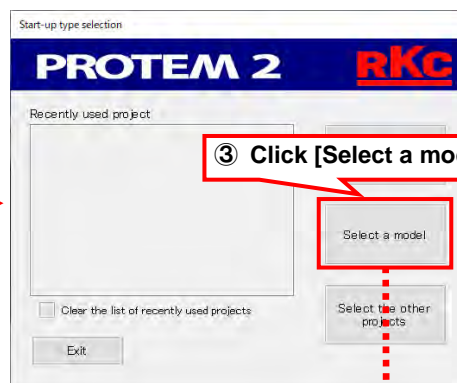 Start-up type selection
PROTEM 2
RKC
Recently used project
③ Click [Select a mo
Select a model
Clear the list of recently used projects
Select the other
projects
Exit